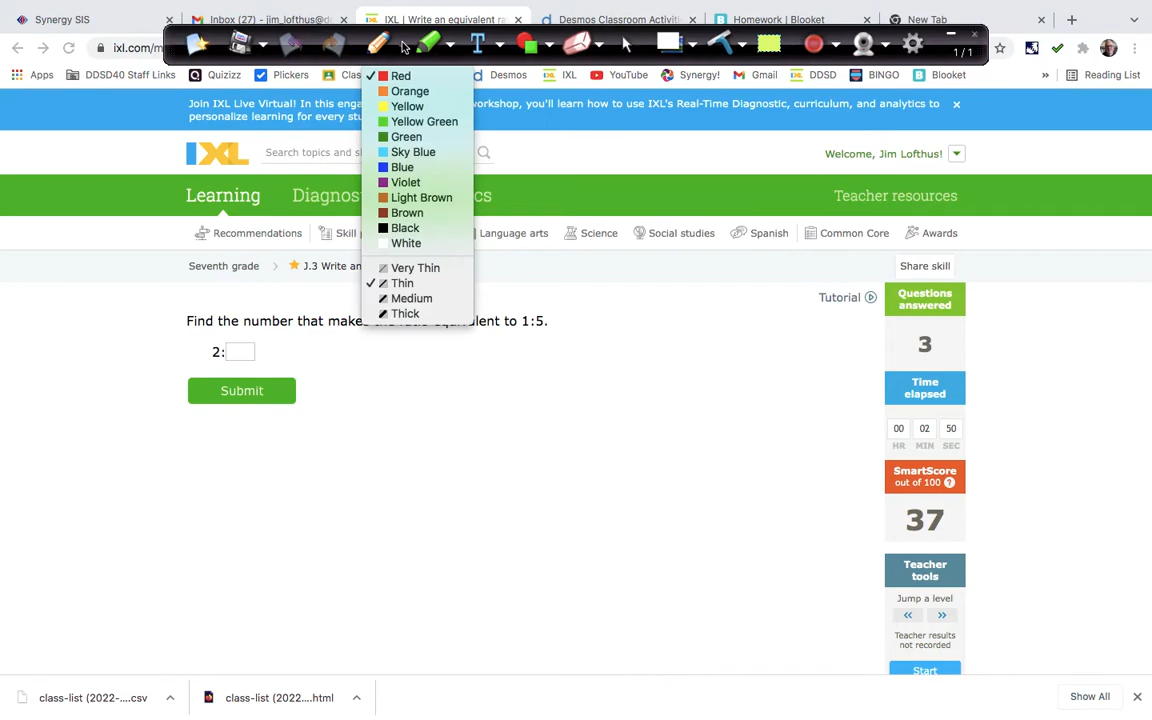 Synergy SIS
Inbox (27) - jim_lofthus@d
IXL | Write an equivalent ra
Desmos Classroom Activiti
Homework | Blooket
New Tab
ixl.com/m
1 / 1
Apps
DDSD40 Staff Links
Quizizz
Plickers
Clas
Desmos
IXL
YouTube
Synergy!
Gmail
DDSD
BINGO
Blooket
»
Reading List
Red
Orange
Yellow
Yellow Green
Green
Sky Blue
Blue
Violet
Light Brown
Brown
Black
White
Very Thin
Thin
Medium
Thick
Join IXL Live Virtual! In this enga workshop, you'll learn how to use IXL's Real-Time Diagnostic, curriculum, and analytics to
personalize learning for every stu
IXL
Search topics and s
Welcome, Jim Lofthus!
Learning
Diagnos cs
Teacher resources
Recommendations
Skill
Language arts
Science
Social studies
Spanish
Common Core
Awards
Seventh grade
J.3 Write an
Share skill
Tutorial
Find the number that make equivalent to 1:5.
2:
Submit
Questions
answered
3
Time
elapsed
00 02 50
HR MIN SEC
SmartScore
out of 100 ?
37
Teacher
tools
Jump a level
« »
Teacher results
not recorded
Start
class-list (2022-....csv
class-list (2022....html
Show All